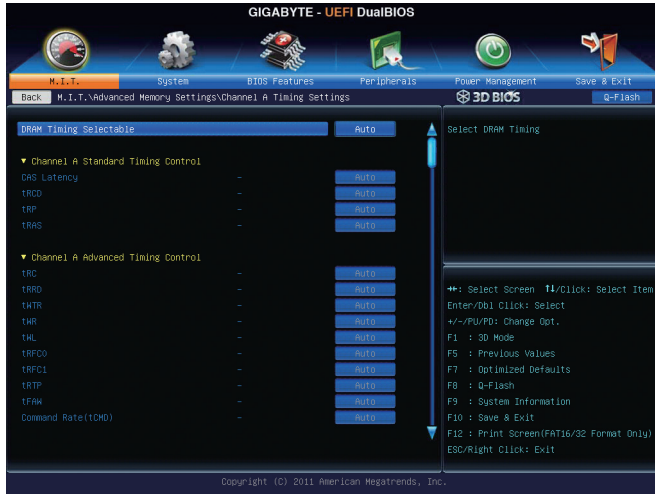 GIGABYTE - UEFI DualBIOS
M.I.T. System BIOS Features Peripherals Power Management Save & Exit
Back M.I.T.\Advanced Memory Settings\Channel A Timing Settings 3D BIOS Q-Flash
DRAM Timing Selectable Auto
▼ Channel A Standard Timing Control
CAS Latency - Auto
tRCD - Auto
tRP - Auto
tRAS - Auto
▼ Channel A Advanced Timing Control
tRC - Auto
tRRD - Auto
tWTR - Auto
tWR - Auto
tWL - Auto
tRFC0 - Auto
tRFC1 - Auto
tRTP - Auto
tFAW - Auto
Command Rate(tCMD) - Auto
Select DRAM Timing
↔: Select Screen ↑↓/Click: Select Item
Enter/Dbl Click: Select
+/-/PU/PD: Change Opt.
F1 : 3D Mode
F5 : Previous Values
F7 : Optimized Defaults
F8 : Q-Flash
F9 : System Information
F10 : Save & Exit
F12 : Print Screen(FAT16/32 Format Only)
ESC/Right Click: Exit
Copyright (C) 2011 American Megatrends, Inc.